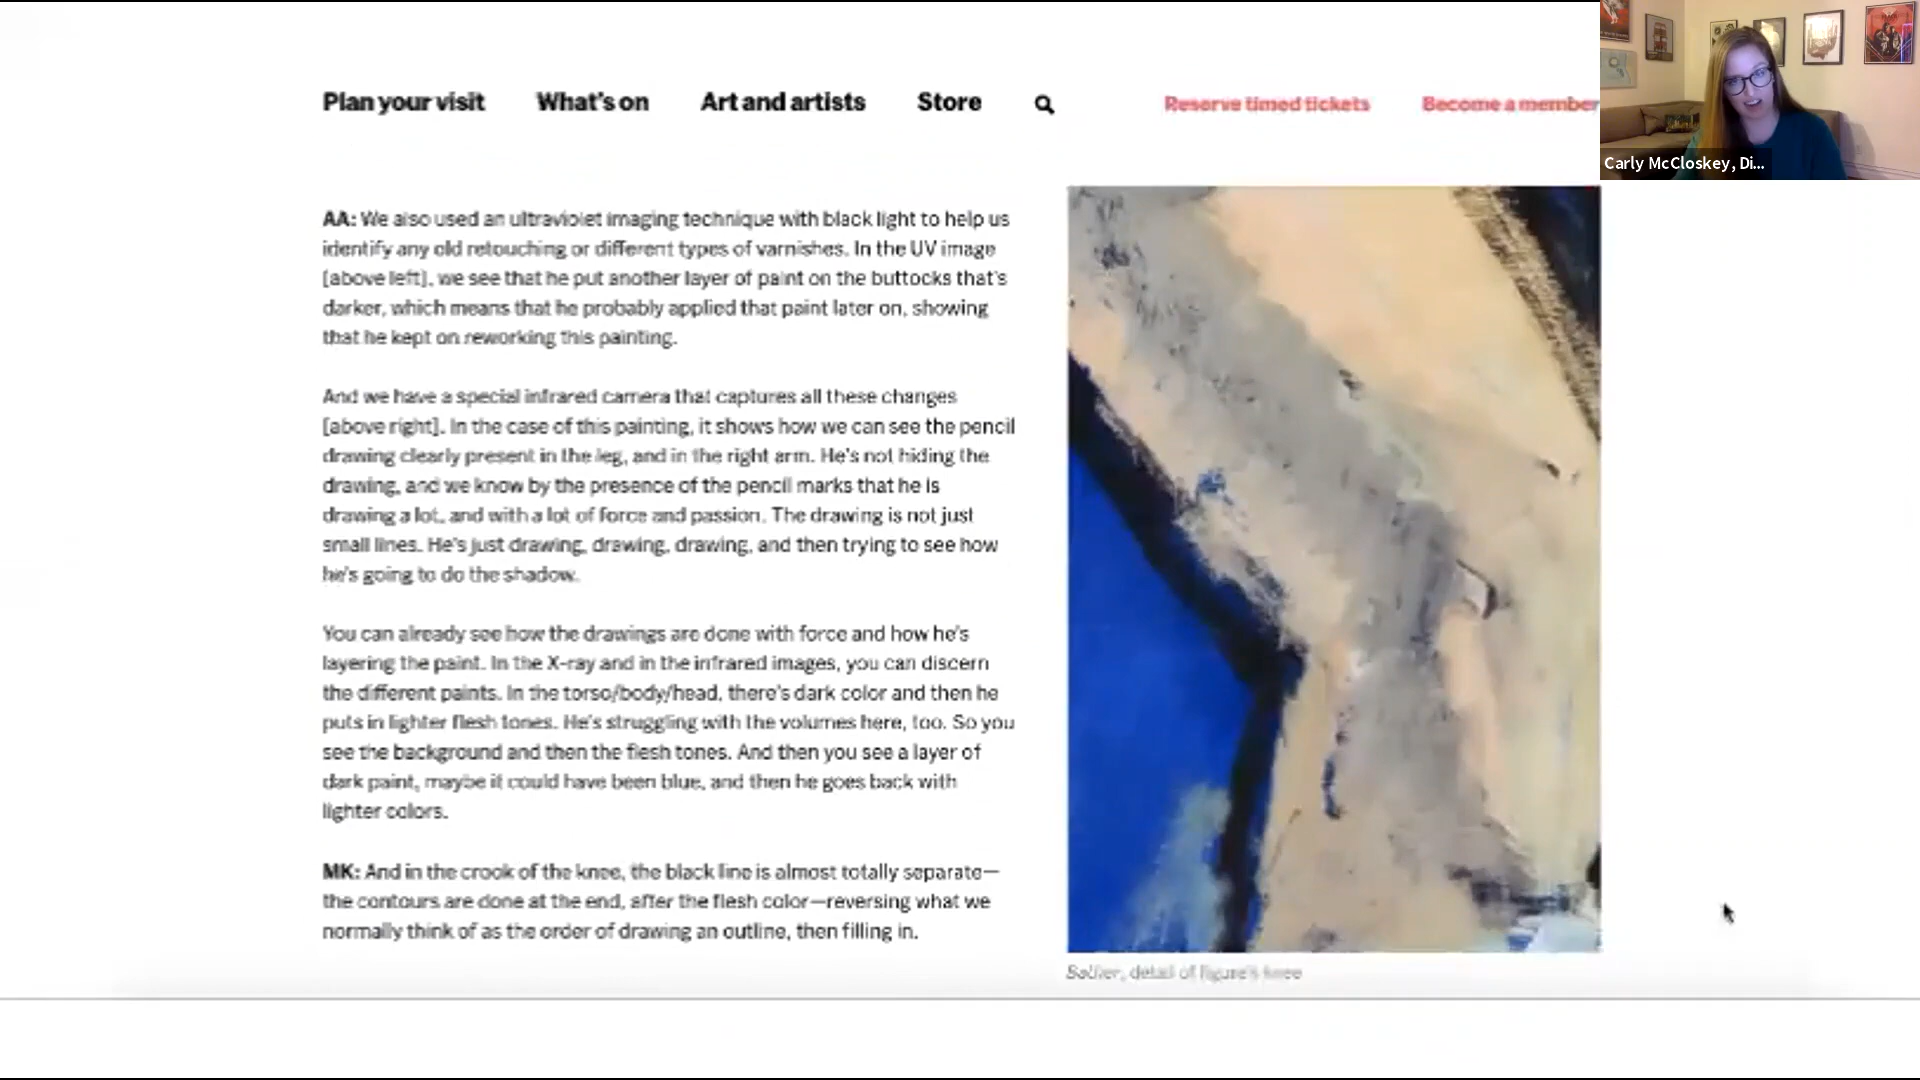 Plan your visit What's on Art and artists Store Reserve timed tickets Become a member
Carly McCloskey, Di...
AA: We also used an ultraviolet imaging technique with black light to help us
identify any old retouching or different types of varnishes. In the UV image
[above left], we see that he put another layer of paint on the buttocks that's
darker, which means that he probably applied that paint later on, showing
that he kept on reworking this painting.
And we have a special infrared camera that captures all these changes
[above right]. In the case of this painting, it shows how we can see the pencil
drawing clearly present in the leg, and in the right arm. He's not hiding the
drawing, and we know by the presence of the pencil marks that he is
drawing a lot, and with a lot of force and passion. The drawing is not just
small lines. He's just drawing, drawing, drawing, and then trying to see how
he's going to do the shadow.
You can already see how the drawings are done with force and how he's
layering the paint. In the X-ray and in the infrared images, you can discern
the different paints. In the torso/body/head, there's dark color and then he
puts in lighter flesh tones. He's struggling with the volumes here, too. So you
see the background and then the flesh tones. And then you see a layer of
dark paint, maybe it could have been blue, and then he goes back with
lighter colors.
MK: And in the crook of the knee, the black line is almost totally separate—
the contours are done at the end, after the flesh color—reversing what we
normally think of as the order of drawing an outline, then filling in.
Bather, detail of figure's knee